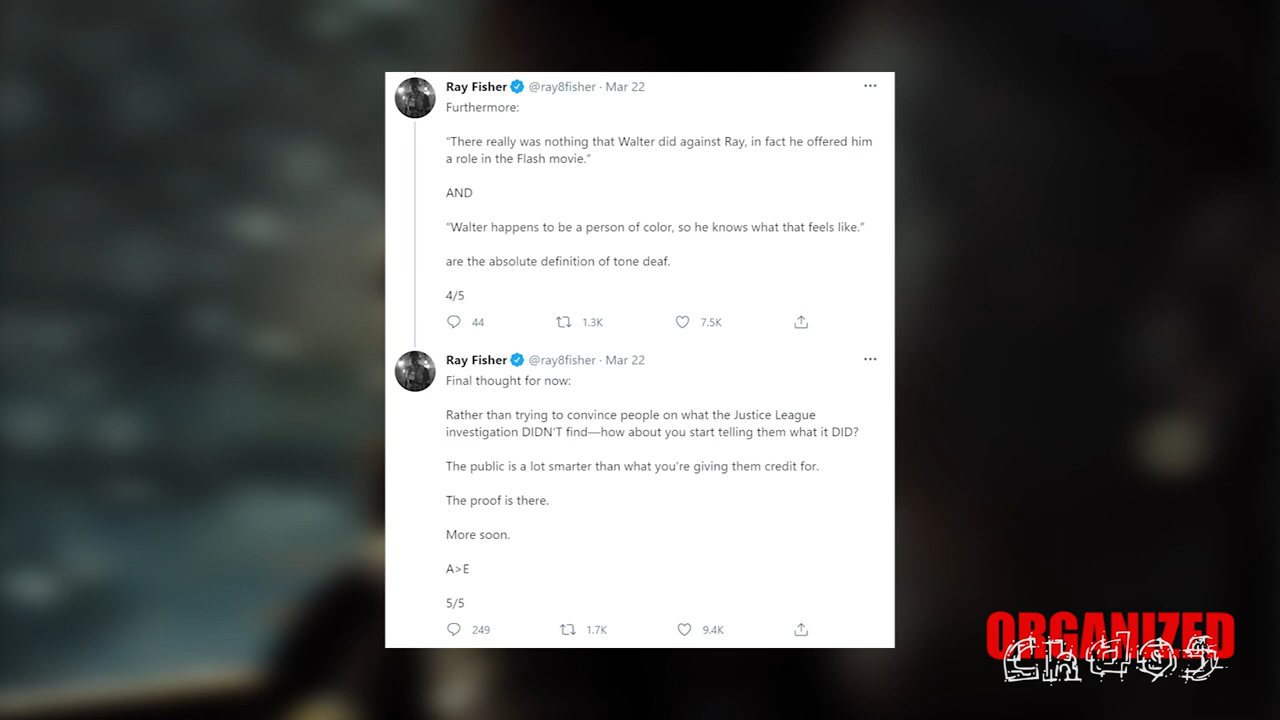 Ray Fisher @ray8fisher · Mar 22
Furthermore:
“There really was nothing that Walter did against Ray, in fact he offered him
a role in the Flash movie.”
AND
“Walter happens to be a person of color, so he knows what that feels like.”
are the absolute definition of tone deaf.
4/5
44 1.3K 7.5K
Ray Fisher @ray8fisher · Mar 22
Final thought for now:
Rather than trying to convince people on what the Justice League
investigation DIDN’T find—how about you start telling them what it DID?
The public is a lot smarter than what you’re giving them credit for.
The proof is there.
More soon.
A>E
5/5
249 1.7K 9.4K
ORGANIZED
CHAOS